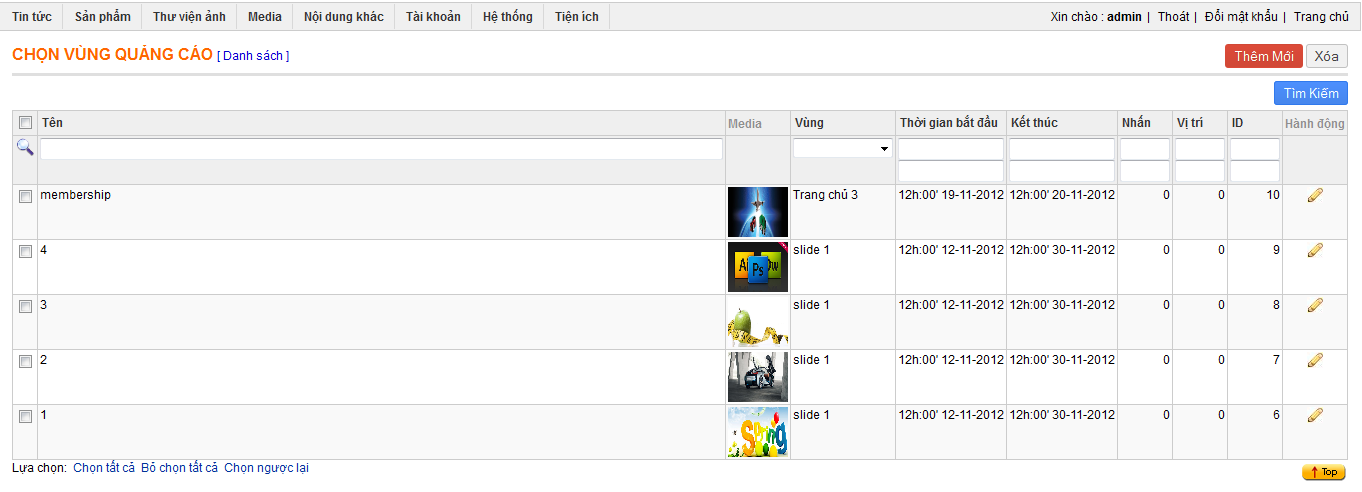 Tin tức Sản phẩm Thư viện ảnh Media Nội dung khác Tài khoản Hệ thống Tiện ích Xin chào : admin | Thoát | Đổi mật khẩu | Trang chủ
CHỌN VÙNG QUẢNG CÁO [ Danh sách ] Thêm Mới Xóa
Tìm Kiếm
Tên Media Vùng Thời gian bắt đầu Kết thúc Nhấn Vị trí ID Hành động
membership Trang chủ 3 12h:00' 19-11-2012 12h:00' 20-11-2012 0 0 10
4 Ps slide 1 12h:00' 12-11-2012 12h:00' 30-11-2012 0 0 9
3 slide 1 12h:00' 12-11-2012 12h:00' 30-11-2012 0 0 8
2 slide 1 12h:00' 12-11-2012 12h:00' 30-11-2012 0 0 7
1 Spring slide 1 12h:00' 12-11-2012 12h:00' 30-11-2012 0 0 6
Lựa chọn: Chọn tất cả Bỏ chọn tất cả Chọn ngược lại Top